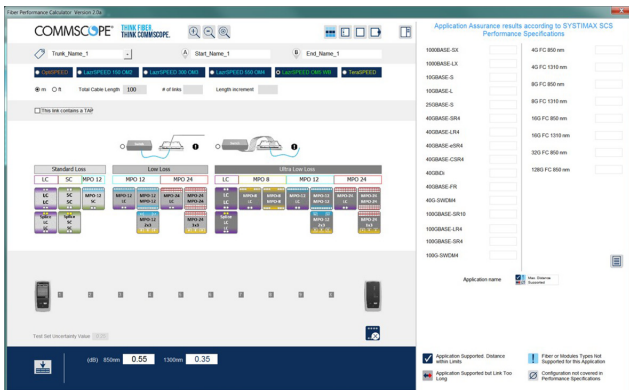 Fiber Performance Calculator Version 2.0a
COMMSCOPE® THINK FIBER.
THINK COMMSCOPE.
Trunk_Name_1
A Start_Name_1
B End_Name_1
OptiSPEED LazrSPEED 150 OM2 LazrSPEED 300 OM3 LazrSPEED 550 OM4 LazrSPEED OM5 WB TeraSPEED
m ft Total Cable Length 100 # of links Length increment
This link contains a TAP
Standard Loss Low Loss Ultra Low Loss
LC SC MPO 12 MPO 12 MPO 24 LC MPO 8 MPO 12 MPO 24
Test Set Uncertainty Value
(dB) 850nm 0.55 1300nm 0.35
Application Assurance results according to SYSTIMAX SCS
Performance Specifications
1000BASE-SX
1000BASE-LX
10GBASE-S
10GBASE-L
25GBASE-S
40GBASE-SR4
40GBASE-LR4
40GBASE-eSR4
40GBASE-CSR4
40GBiDi
40GBASE-FR
40G-SWDM4
100GBASE-SR10
100GBASE-LR4
100GBASE-SR4
100G-SWDM4
4G FC 850 nm
4G FC 1310 nm
8G FC 850 nm
8G FC 1310 nm
16G FC 850 nm
16G FC 1310 nm
32G FC 850 nm
128G FC 850 nm
Application name Max. Distance
Supported
Application Supported: Distance
within Limits
Fiber or Modules Types Not
Supported for this Application
Application Supported but Link Too
Long
Configuration not covered in
Performance Specifications